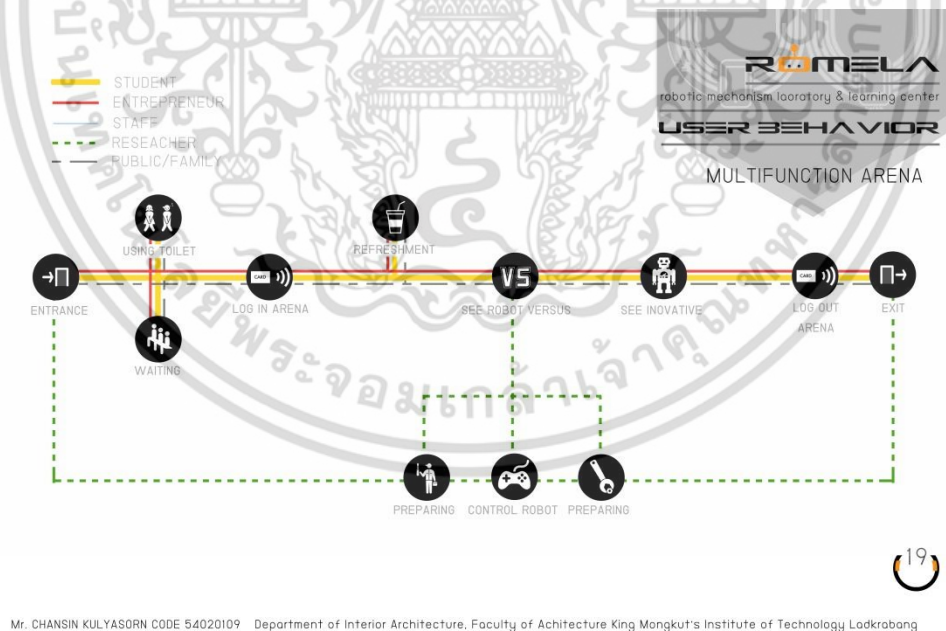 STUDENT
ENTREPRENEUR
STAFF
RESEACHER
PUBLIC/FAMILY
ROMELA
robotic mechanism laoratory & learning center
USER BEHAVIOR
MULTIFUNCTION ARENA
USING TOILET
REFRESHMENT
CARD
VS
CARD
ENTRANCE
LOG IN ARENA
SEE ROBOT VERSUS
SEE INOVATIVE
LOG OUT
ARENA
EXIT
WAITING
PREPARING
CONTROL ROBOT
PREPARING
19
Mr. CHANSIN KULYASORN CODE 54020109 Department of Interior Architecture, Faculty of Achitecture King Mongkut's Institute of Technology Ladkrabang